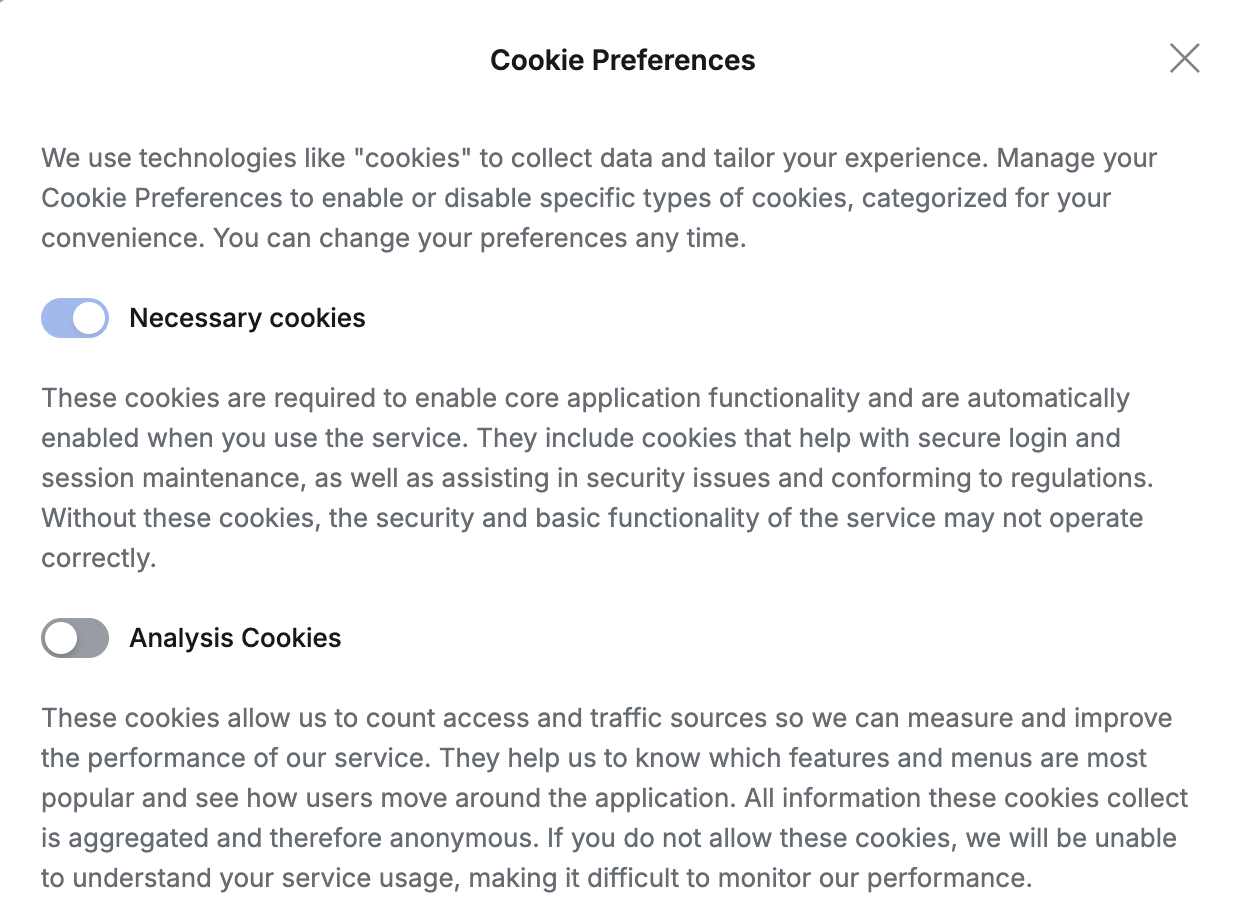 Cookie Preferences
We use technologies like "cookies" to collect data and tailor your experience. Manage your
Cookie Preferences to enable or disable specific types of cookies, categorized for your
convenience. You can change your preferences any time.
Necessary cookies
These cookies are required to enable core application functionality and are automatically
enabled when you use the service. They include cookies that help with secure login and
session maintenance, as well as assisting in security issues and conforming to regulations.
Without these cookies, the security and basic functionality of the service may not operate
correctly.
Analysis Cookies
These cookies allow us to count access and traffic sources so we can measure and improve
the performance of our service. They help us to know which features and menus are most
popular and see how users move around the application. All information these cookies collect
is aggregated and therefore anonymous. If you do not allow these cookies, we will be unable
to understand your service usage, making it difficult to monitor our performance.